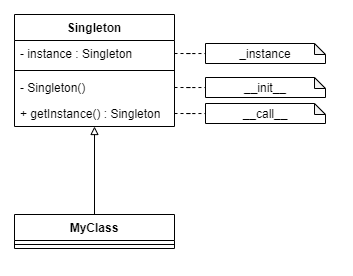 Singleton
- instance : Singleton
_instance
- Singleton()
__init__
+ getInstance() : Singleton
__call__
MyClass